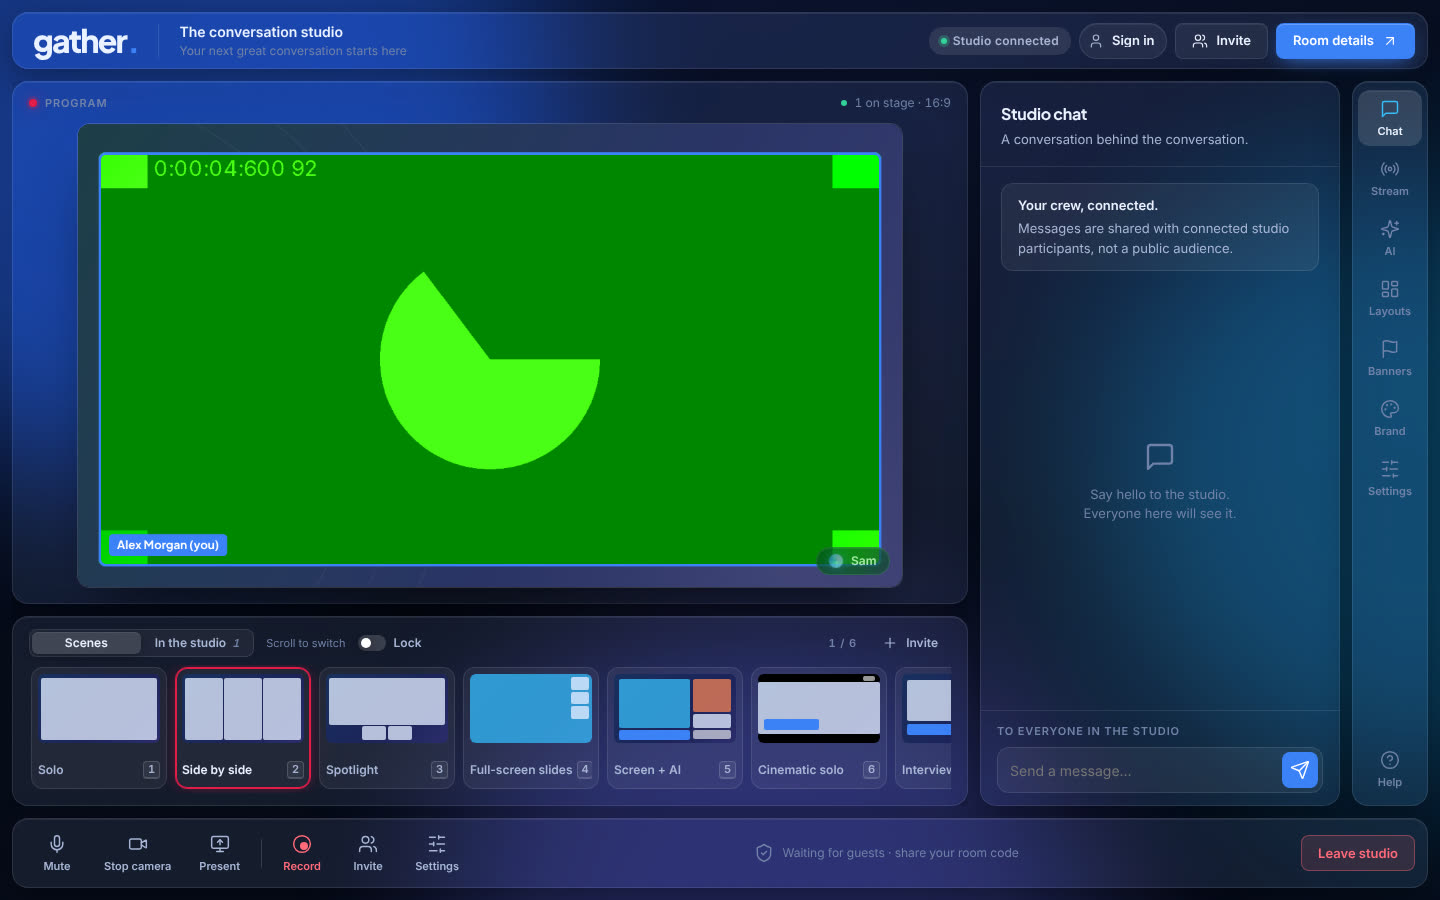 gather.
The conversation studio
Your next great conversation starts here
Studio connected
Sign in
Invite
Room details
PROGRAM
1 on stage · 16:9
0:00:04:600 92
Alex Morgan (you)
Sam
Scenes
In the studio 1
Scroll to switch
Lock
1 / 6
Invite
Solo 1
Side by side 2
Spotlight 3
Full-screen slides 4
Screen + AI 5
Cinematic solo 6
Interview
Mute
Stop camera
Present
Record
Invite
Settings
Waiting for guests · share your room code
Leave studio
Studio chat
A conversation behind the conversation.
Your crew, connected.
Messages are shared with connected studio
participants, not a public audience.
Say hello to the studio.
Everyone here will see it.
TO EVERYONE IN THE STUDIO
Send a message...
Chat
Stream
AI
Layouts
Banners
Brand
Settings
Help